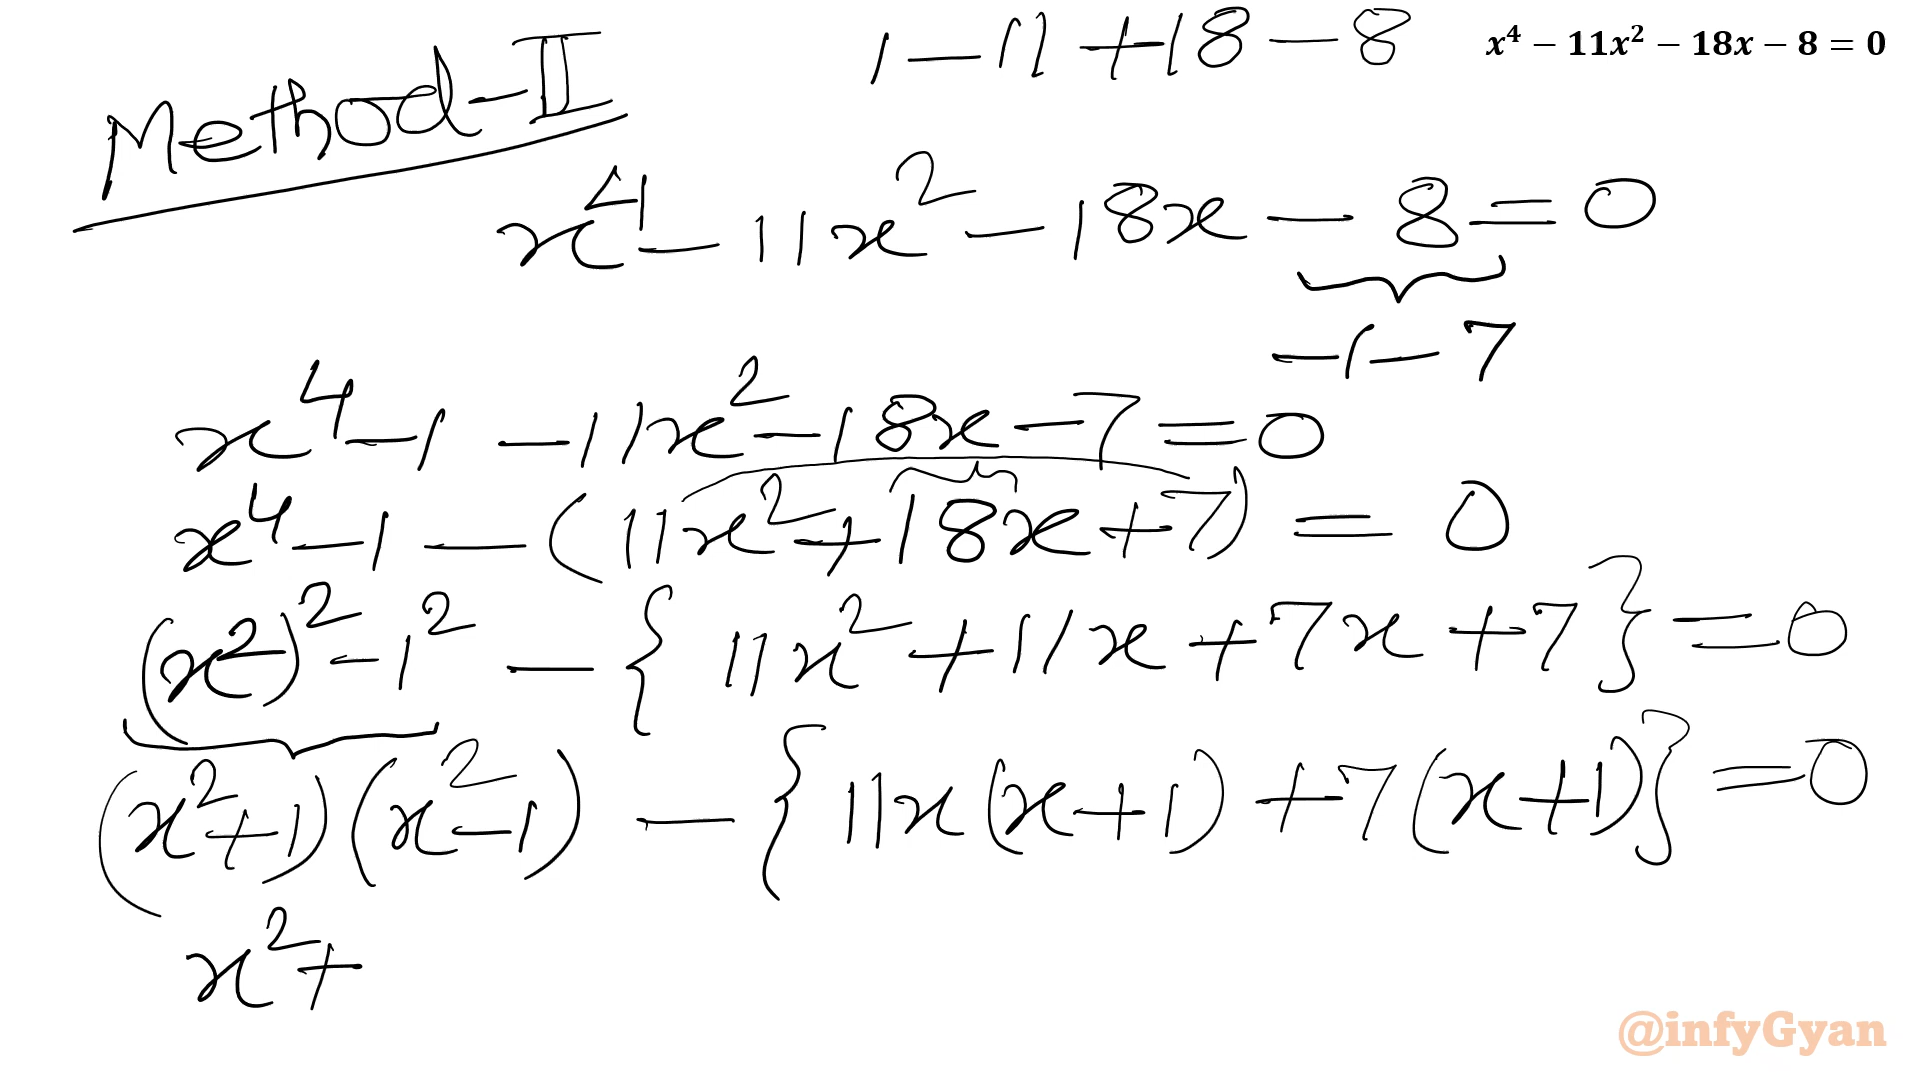 1 − 11 + 18 − 8
x⁴ − 11x² − 18x − 8 = 0
Method-II
x⁴ − 11x² − 18x − 8 = 0
−1 − 7
x⁴ − 1 − 11x² − 18x − 7 = 0
x⁴ − 1 − (11x² + 18x + 7) = 0
(x²)² − 1² − {11x² + 11x + 7x + 7} = 0
(x² + 1)(x² − 1) − {11x(x + 1) + 7(x + 1)} = 0
x² +
@infyGyan